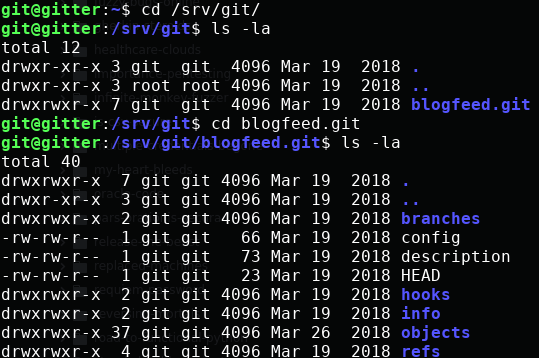 git@gitter:~$ cd /srv/git/
git@gitter:/srv/git$ ls -la
total 12
drwxr-xr-x 3 git  git  4096 Mar 19  2018 .
drwxr-xr-x 3 root root 4096 Mar 19  2018 ..
drwxrwxr-x 7 git  git  4096 Mar 19  2018 blogfeed.git
git@gitter:/srv/git$ cd blogfeed.git
git@gitter:/srv/git/blogfeed.git$ ls -la
total 40
drwxrwxr-x  7 git git 4096 Mar 19  2018 .
drwxr-xr-x  3 git git 4096 Mar 19  2018 ..
drwxrwxr-x  2 git git 4096 Mar 19  2018 branches
-rw-rw-r--  1 git git   66 Mar 19  2018 config
-rw-rw-r--  1 git git   73 Mar 19  2018 description
-rw-rw-r--  1 git git   23 Mar 19  2018 HEAD
drwxrwxr-x  2 git git 4096 Mar 19  2018 hooks
drwxrwxr-x  2 git git 4096 Mar 19  2018 info
drwxrwxr-x 37 git git 4096 Mar 26  2018 objects
drwxrwxr-x  4 git git 4096 Mar 19  2018 refs